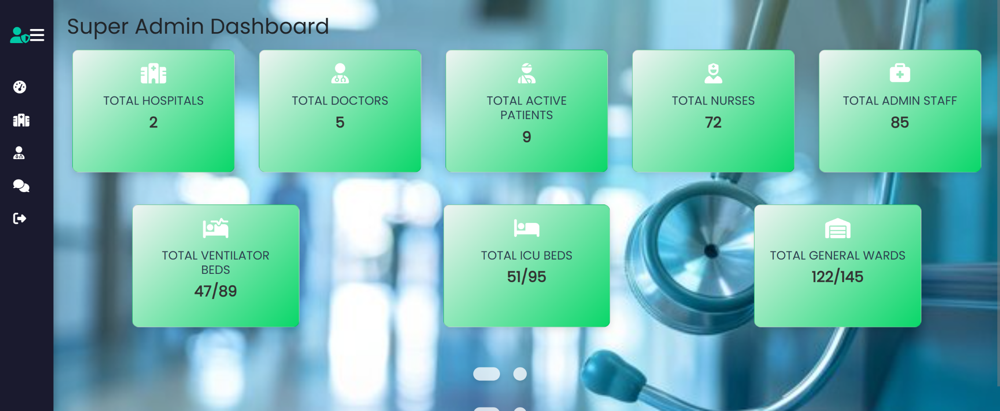 Super Admin Dashboard
TOTAL HOSPITALS
2
TOTAL DOCTORS
5
TOTAL ACTIVE
PATIENTS
9
TOTAL NURSES
72
TOTAL ADMIN STAFF
85
TOTAL VENTILATOR
BEDS
47/89
TOTAL ICU BEDS
51/95
TOTAL GENERAL WARDS
122/145